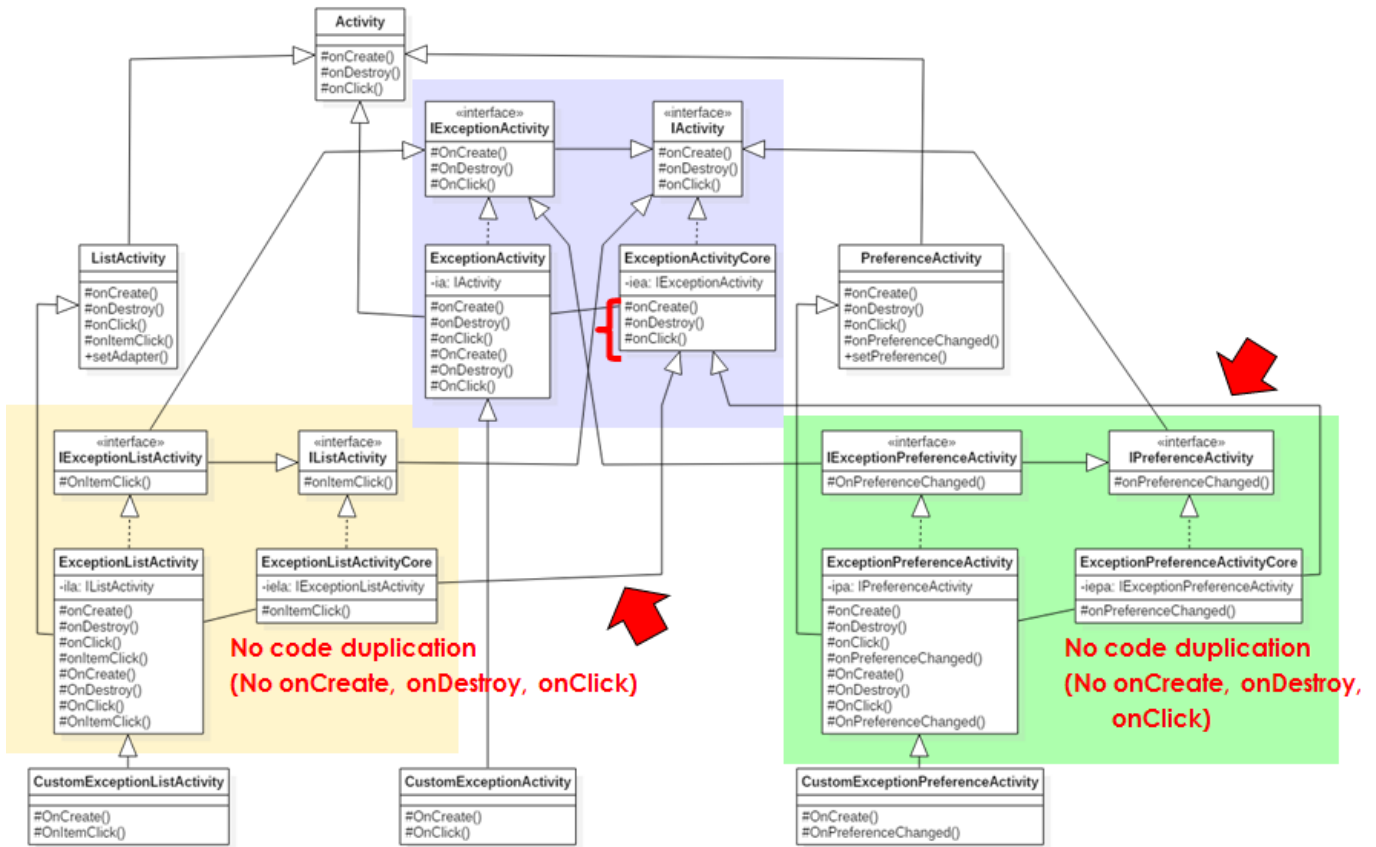 Activity
#onCreate()
#onDestroy()
#onClick()
«interface»
IExceptionActivity
#OnCreate()
#OnDestroy()
#OnClick()
«interface»
IActivity
#onCreate()
#onDestroy()
#onClick()
ListActivity
#onCreate()
#onDestroy()
#onClick()
#onItemClick()
+setAdapter()
ExceptionActivity
-ia: IActivity
#onCreate()
#onDestroy()
#onClick()
#OnCreate()
#OnDestroy()
#OnClick()
ExceptionActivityCore
-iea: IExceptionActivity
#onCreate()
#onDestroy()
#onClick()
PreferenceActivity
#onCreate()
#onDestroy()
#onClick()
#onPreferenceChanged()
+setPreference()
«interface»
IExceptionListActivity
#OnItemClick()
«interface»
IListActivity
#onItemClick()
«interface»
IExceptionPreferenceActivity
#OnPreferenceChanged()
«interface»
IPreferenceActivity
#onPreferenceChanged()
ExceptionListActivity
-ila: IListActivity
#onCreate()
#onDestroy()
#onClick()
#onItemClick()
#OnCreate()
#OnDestroy()
#OnClick()
#OnItemClick()
ExceptionListActivityCore
-iela: IExceptionListActivity
#onItemClick()
No code duplication
(No onCreate, onDestroy, onClick)
ExceptionPreferenceActivity
-ipa: IPreferenceActivity
#onCreate()
#onDestroy()
#onClick()
#onPreferenceChanged()
#OnCreate()
#OnDestroy()
#OnClick()
#OnPreferenceChanged()
ExceptionPreferenceActivityCore
-iepa: IExceptionPreferenceActivity
#onPreferenceChanged()
No code duplication
(No onCreate, onDestroy,
onClick)
CustomExceptionListActivity
#OnCreate()
#OnItemClick()
CustomExceptionActivity
#OnCreate()
#OnClick()
CustomExceptionPreferenceActivity
#OnCreate()
#OnPreferenceChanged()